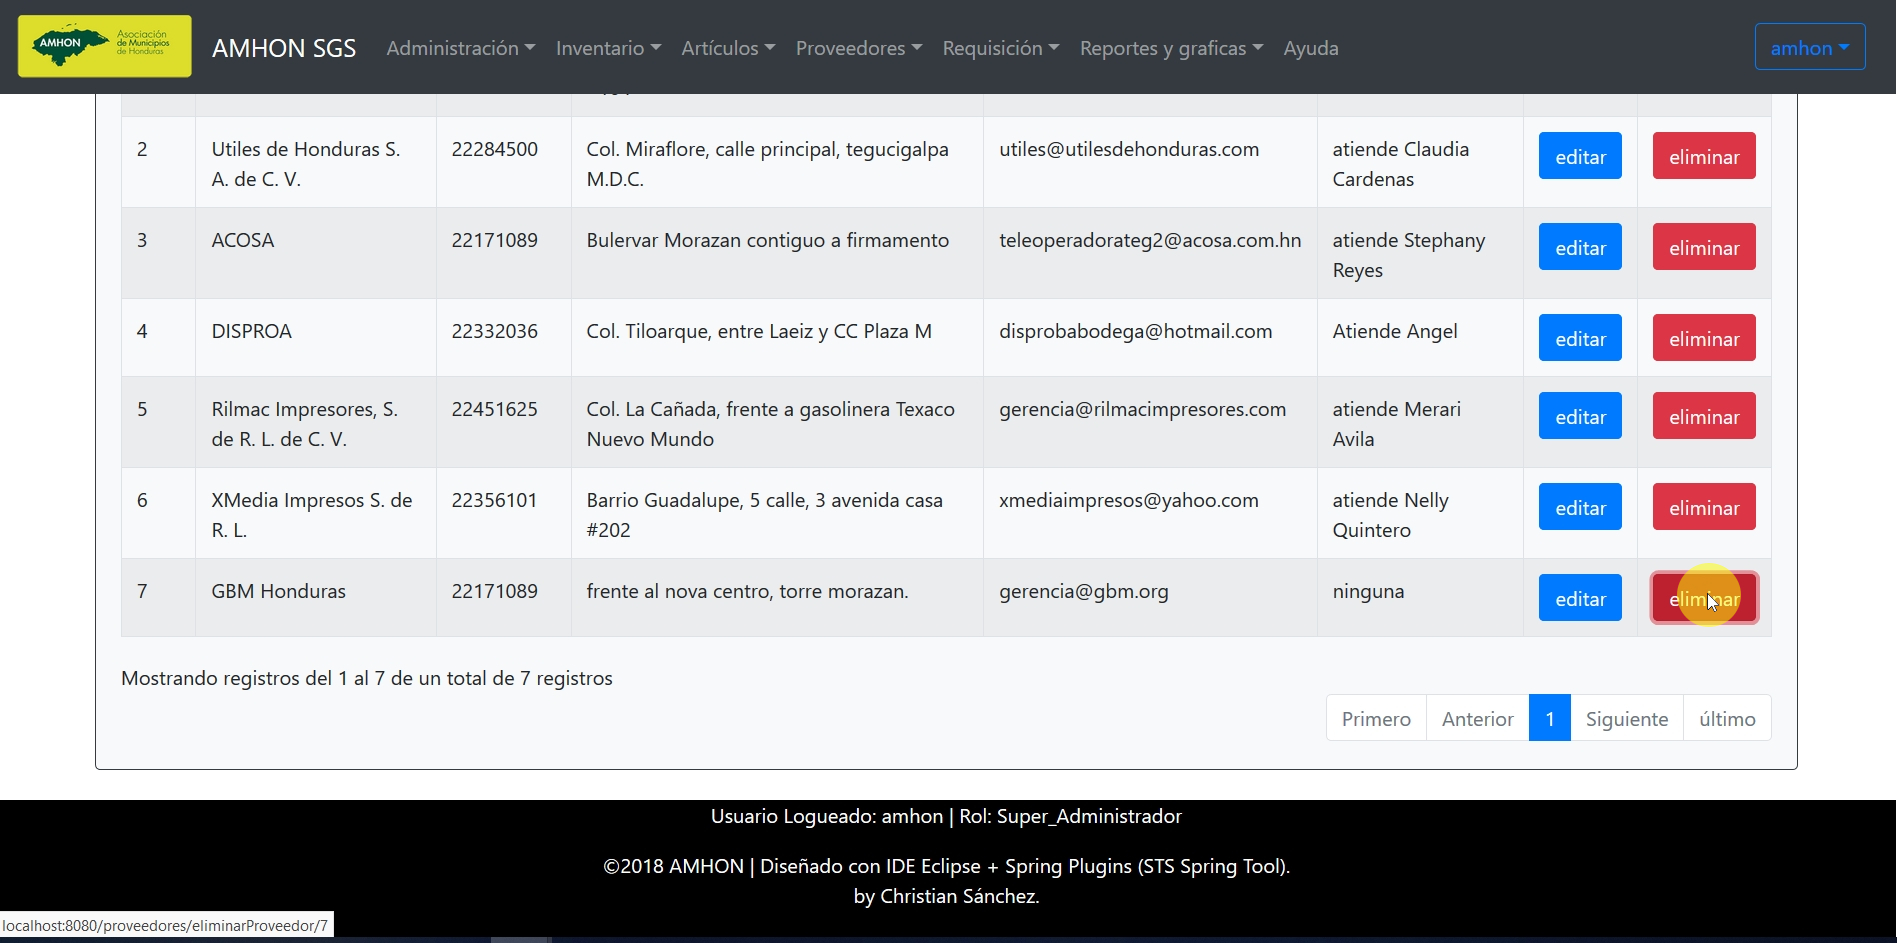 AMHON
Asociación
de Municipios
de Honduras
AMHON SGS Administración Inventario Artículos Proveedores Requisición Reportes y graficas Ayuda amhon
2 Utiles de Honduras S. 22284500 Col. Miraflore, calle principal, tegucigalpa utiles@utilesdehonduras.com atiende Claudia editar eliminar
A. de C. V. M.D.C. Cardenas
3 ACOSA 22171089 Bulervar Morazan contiguo a firmamento teleoperadorateg2@acosa.com.hn atiende Stephany editar eliminar
Reyes
4 DISPROA 22332036 Col. Tiloarque, entre Laeiz y CC Plaza M disprobabodega@hotmail.com Atiende Angel editar eliminar
5 Rilmac Impresores, S. 22451625 Col. La Cañada, frente a gasolinera Texaco gerencia@rilmacimpresores.com atiende Merari editar eliminar
de R. L. de C. V. Nuevo Mundo Avila
6 XMedia Impresos S. de 22356101 Barrio Guadalupe, 5 calle, 3 avenida casa xmediaimpresos@yahoo.com atiende Nelly editar eliminar
R. L. #202 Quintero
7 GBM Honduras 22171089 frente al nova centro, torre morazan. gerencia@gbm.org ninguna editar eliminar
Mostrando registros del 1 al 7 de un total de 7 registros
Primero Anterior 1 Siguiente último
Usuario Logueado: amhon | Rol: Super_Administrador
©2018 AMHON | Diseñado con IDE Eclipse + Spring Plugins (STS Spring Tool).
by Christian Sánchez.
localhost:8080/proveedores/eliminarProveedor/7